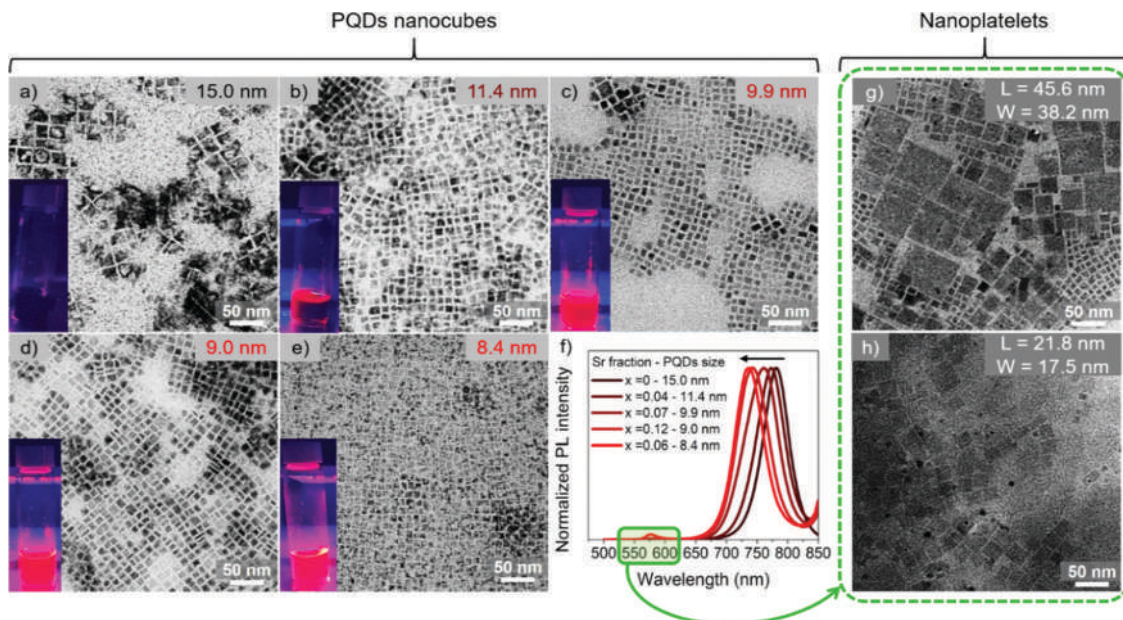 PQDs nanocubes
Nanoplatelets
a)
15.0 nm
50 nm
b)
11.4 nm
50 nm
c)
9.9 nm
50 nm
g)
L = 45.6 nm
W = 38.2 nm
50 nm
d)
9.0 nm
50 nm
e)
8.4 nm
50 nm
f)
Sr fraction - PQDs size
x =0 - 15.0 nm
x =0.04 - 11.4 nm
x =0.07 - 9.9 nm
x =0.12 - 9.0 nm
x =0.06 - 8.4 nm
Normalized PL intensity
500 550 600 650 700 750 800 850
Wavelength (nm)
h)
L = 21.8 nm
W = 17.5 nm
50 nm